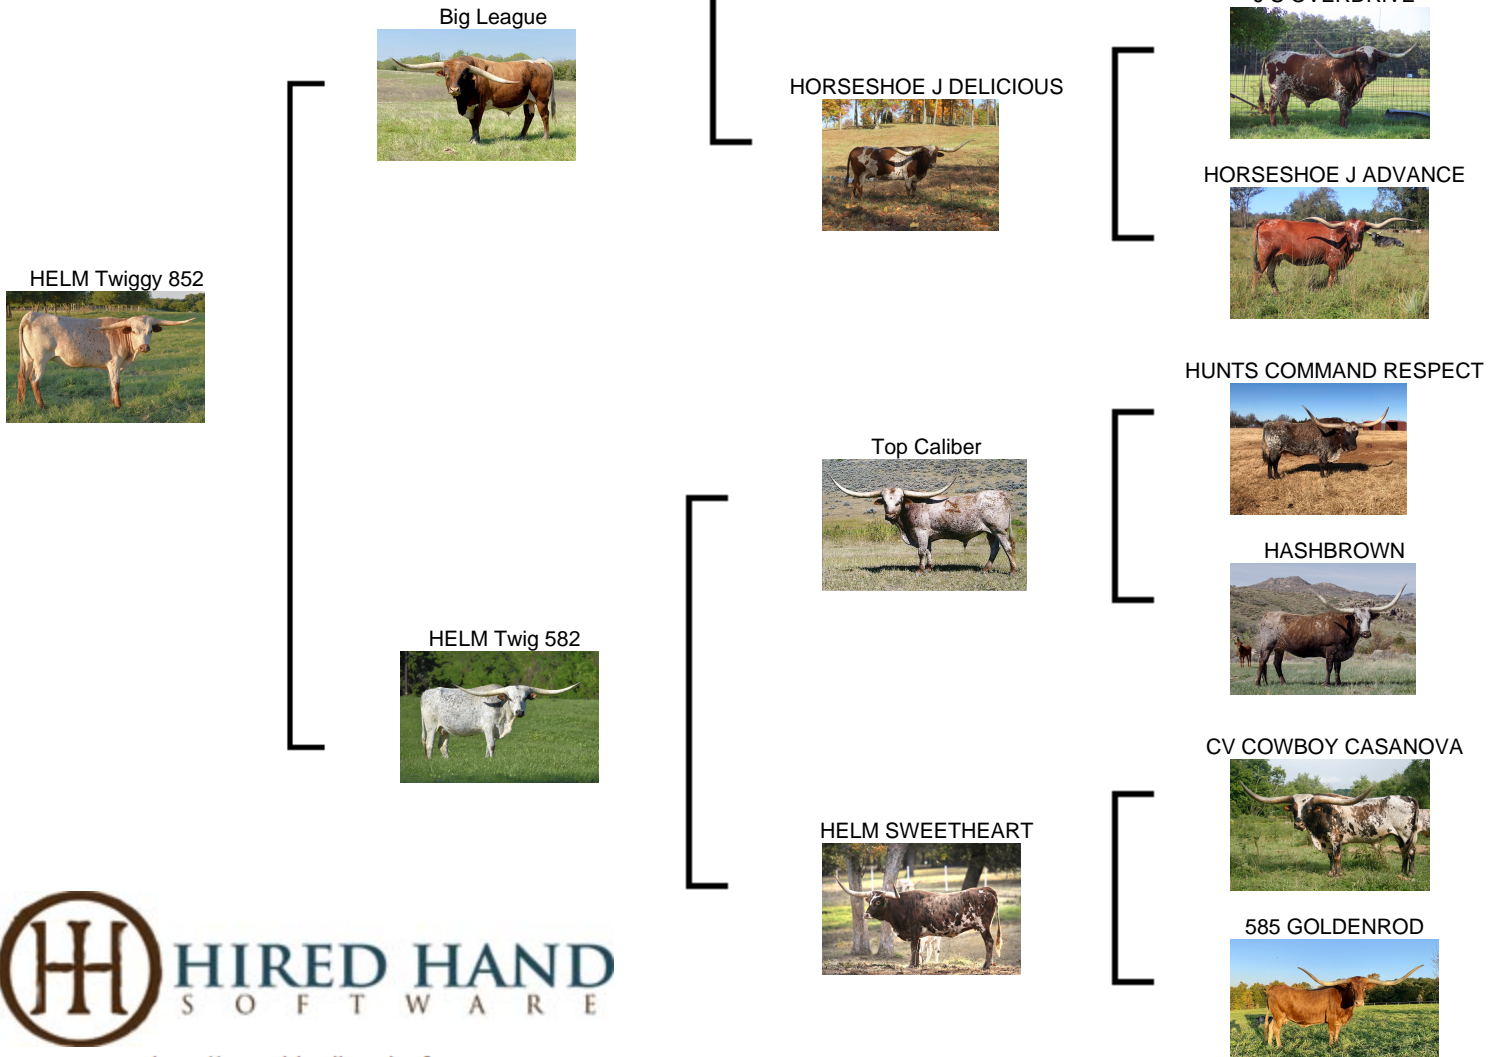 Big League
HORSESHOE J DELICIOUS
HORSESHOE J ADVANCE
HELM Twiggy 852
HUNTS COMMAND RESPECT
Top Caliber
HASHBROWN
HELM Twig 582
CV COWBOY CASANOVA
HELM SWEETHEART
585 GOLDENROD
HIRED HAND
SOFTWARE